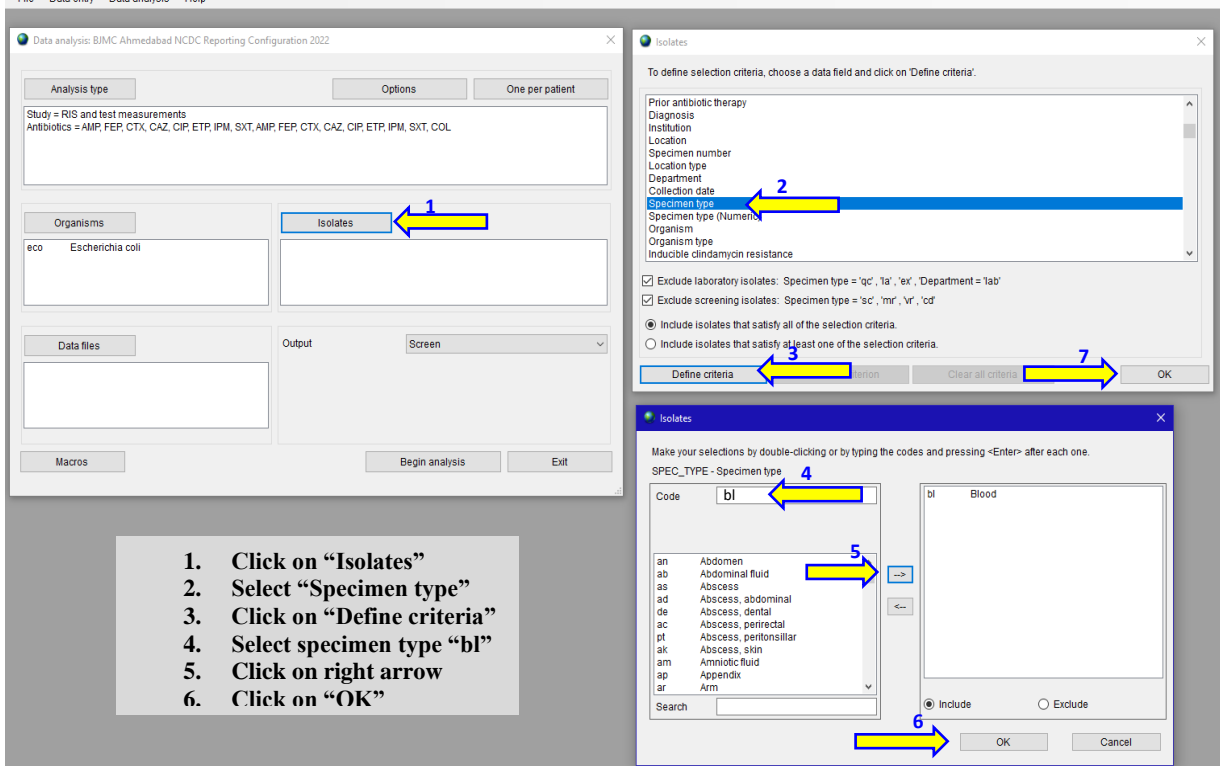 File Data entry Data analysis Help
Data analysis: BJMC Ahmedabad NCDC Reporting Configuration 2022
Analysis type
Options
One per patient
Study = RIS and test measurements
Antibiotics = AMP, FEP, CTX, CAZ, CIP, ETP, IPM, SXT, AMP, FEP, CTX, CAZ, CIP, ETP, IPM, SXT, COL
Organisms
Isolates
1
eco Escherichia coli
Data files
Output
Screen
Macros
Begin analysis
Exit
Isolates
To define selection criteria, choose a data field and click on 'Define criteria'.
Prior antibiotic therapy
Diagnosis
Institution
Location
Specimen number
Location type
Department
Collection date
2
Specimen type
Specimen type (Numeric)
Organism
Organism type
Inducible clindamycin resistance
Exclude laboratory isolates: Specimen type = 'qc' , 'la' , 'ex' , 'Department = 'lab'
Exclude screening isolates: Specimen type = 'sc' , 'mr' , 'vr' , 'cd'
Include isolates that satisfy all of the selection criteria.
Include isolates that satisfy at least one of the selection criteria.
3
7
Define criteria
Clear all criteria
OK
Isolates
Make your selections by double-clicking or by typing the codes and pressing <Enter> after each one.
SPEC_TYPE - Specimen type
4
Code
bl
bl Blood
5
an Abdomen
ab Abdominal fluid
as Abscess
ad Abscess, abdominal
de Abscess, dental
ac Abscess, perirectal
pt Abscess, peritonsillar
ak Abscess, skin
am Amniotic fluid
ap Appendix
ar Arm
-->
<--
Search
Include
Exclude
6
OK
Cancel
1. Click on “Isolates”
2. Select “Specimen type”
3. Click on “Define criteria”
4. Select specimen type “bl”
5. Click on right arrow
6. Click on “OK”